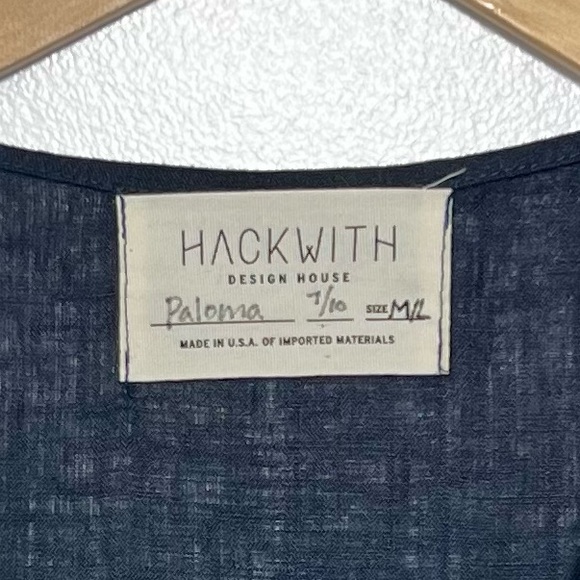 HACKWITH
DESIGN HOUSE
Paloma 7/10 SIZE M/L
MADE IN U.S.A. OF IMPORTED MATERIALS